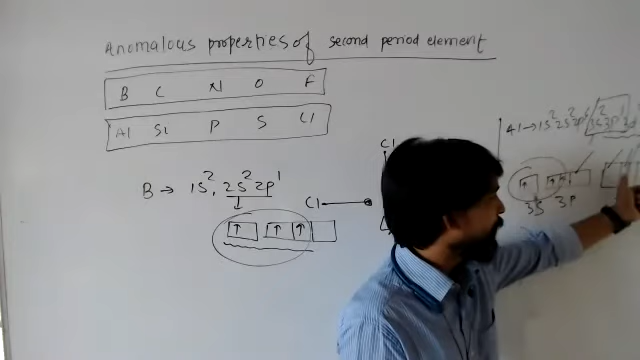 Anomalous properties of second period element
B C N O F
Al Si P S Cl
B → 1s², 2s² 2p¹
Cl
Cl
Al → 1s² 2s² 2p⁶ 3s² 3p¹
3s 3p